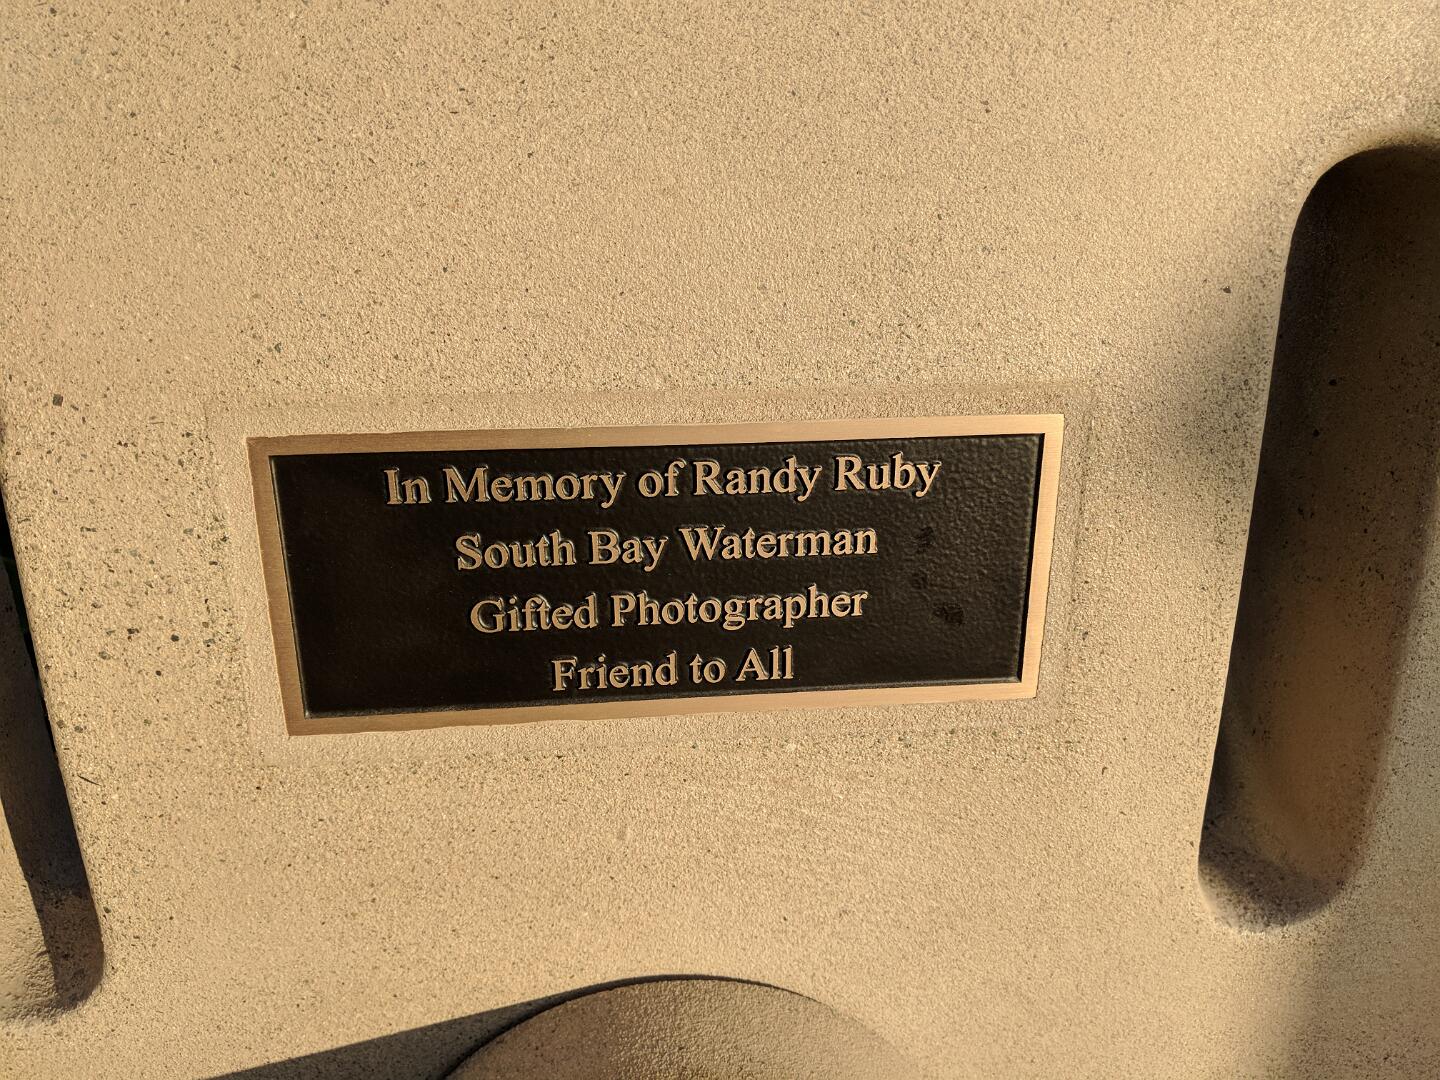 In Memory of Randy Ruby
South Bay Waterman
Gifted Photographer
Friend to All